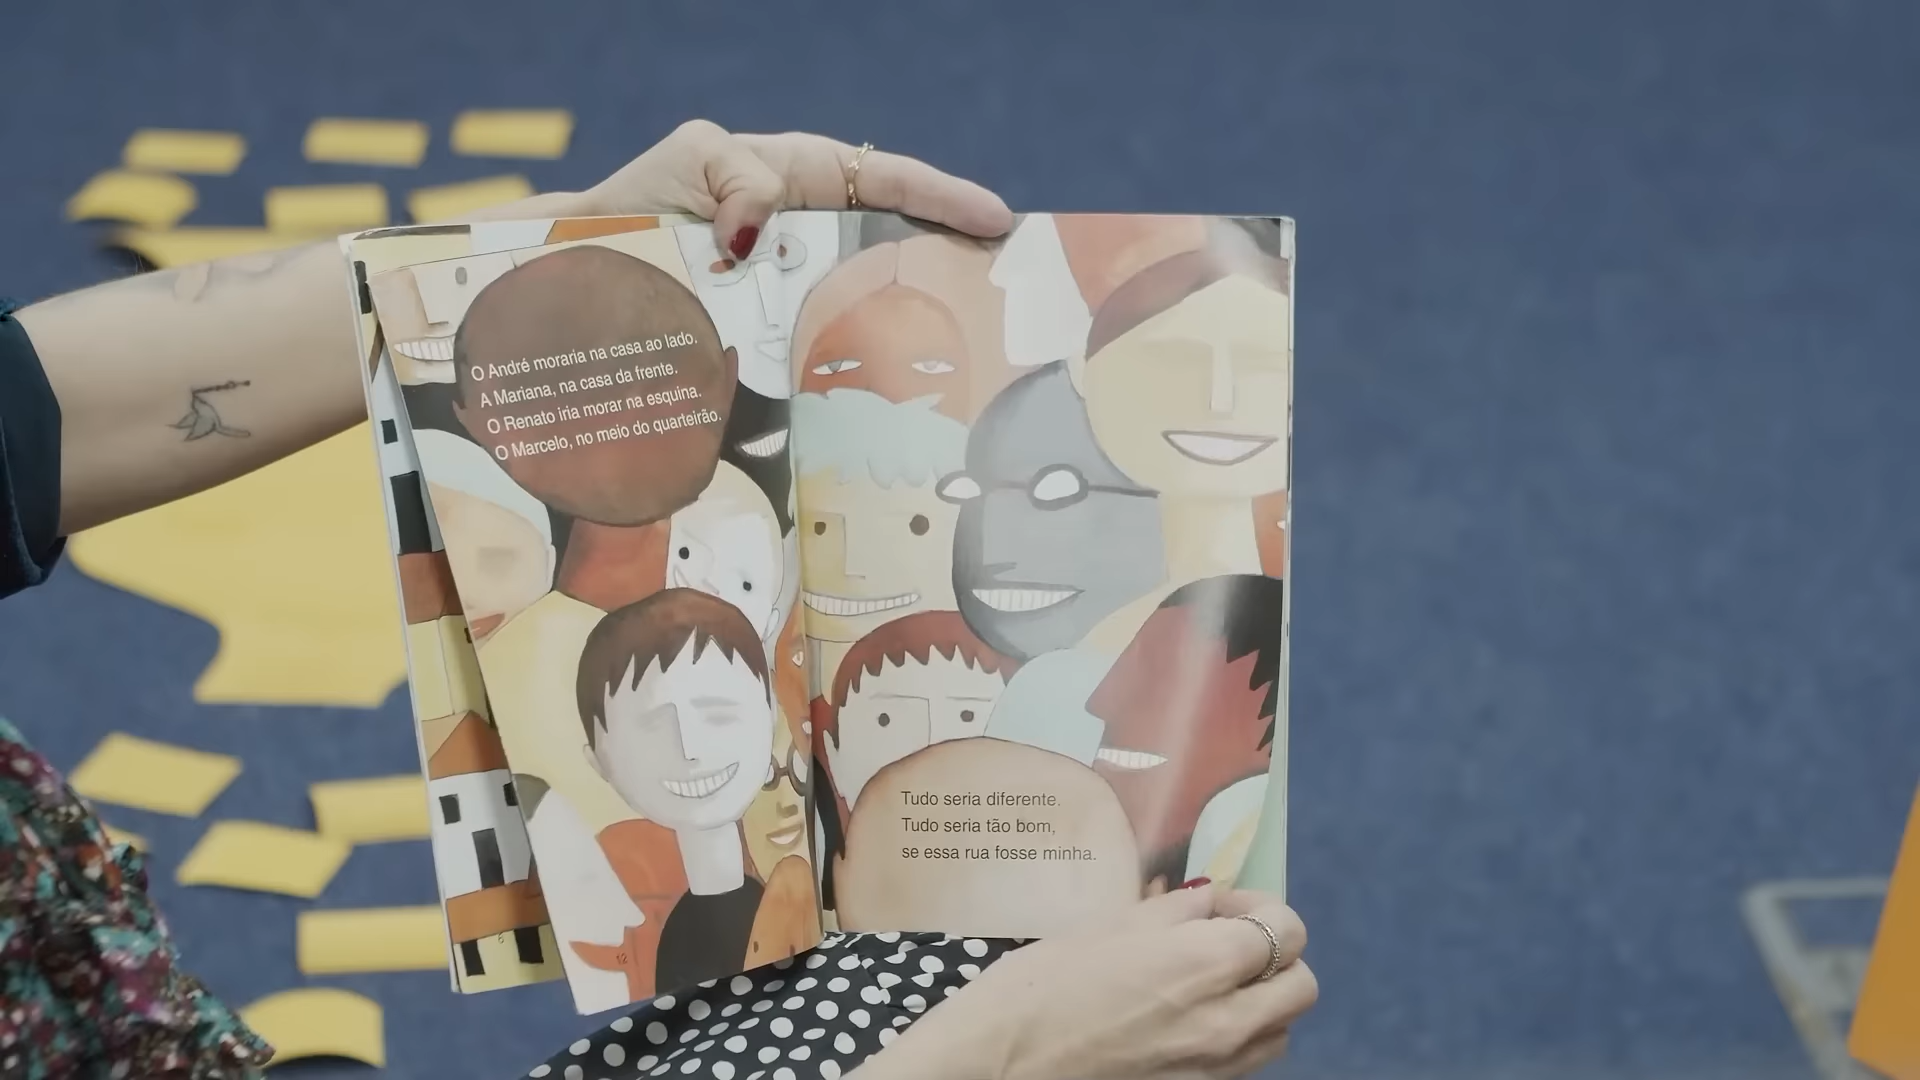 O André moraria na casa ao lado.
A Mariana, na casa da frente.
O Renato iria morar na esquina.
O Marcelo, no meio do quarteirão.
12
Tudo seria diferente.
Tudo seria tão bom,
se essa rua fosse minha.